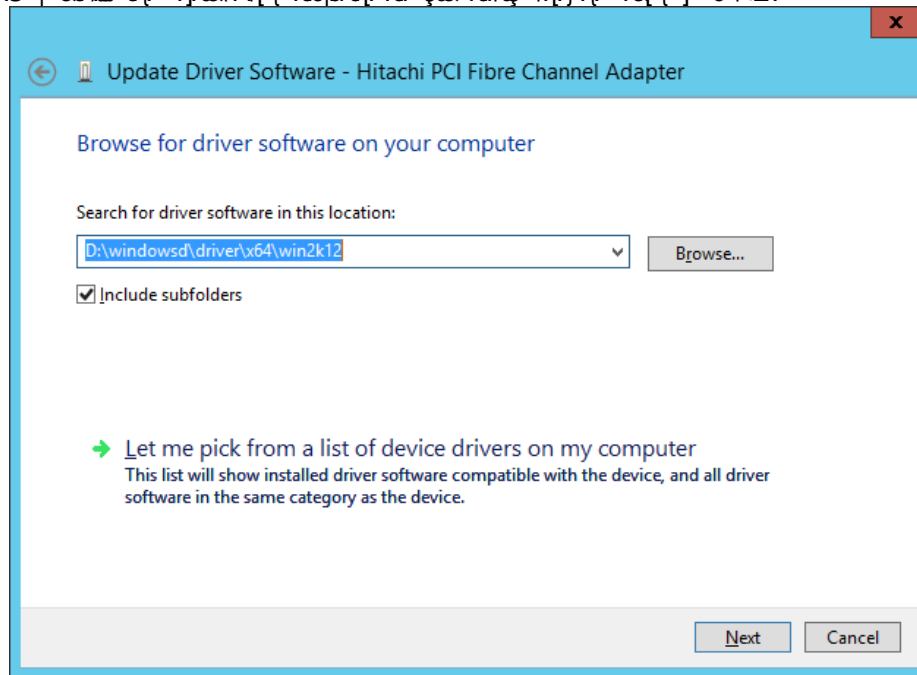 x
Update Driver Software - Hitachi PCI Fibre Channel Adapter
Browse for driver software on your computer
Search for driver software in this location:
D:\windowsd\driver\x64\win2k12
Browse...
Include subfolders
Let me pick from a list of device drivers on my computer
This list will show installed driver software compatible with the device, and all driver
software in the same category as the device.
Next
Cancel